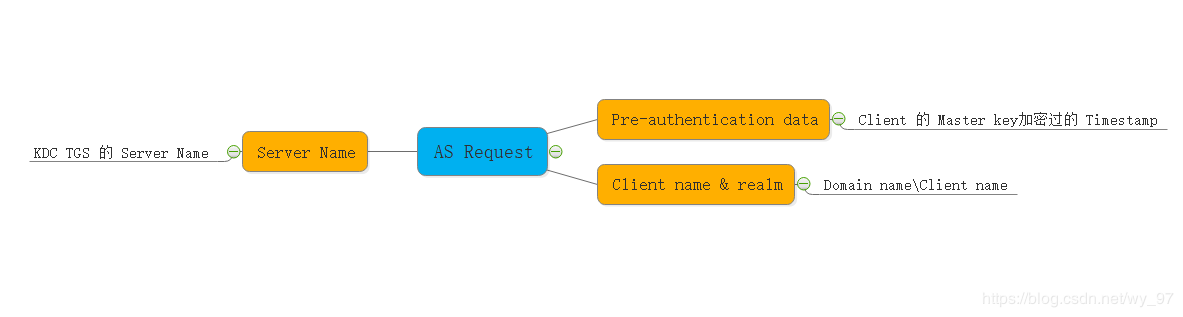 Pre-authentication data
Client 的 Master key加密过的 Timestamp
KDC TGS 的 Server Name
Server Name
AS Request
Client name & realm
Domain name\Client name
https://blog.csdn.net/wy_97